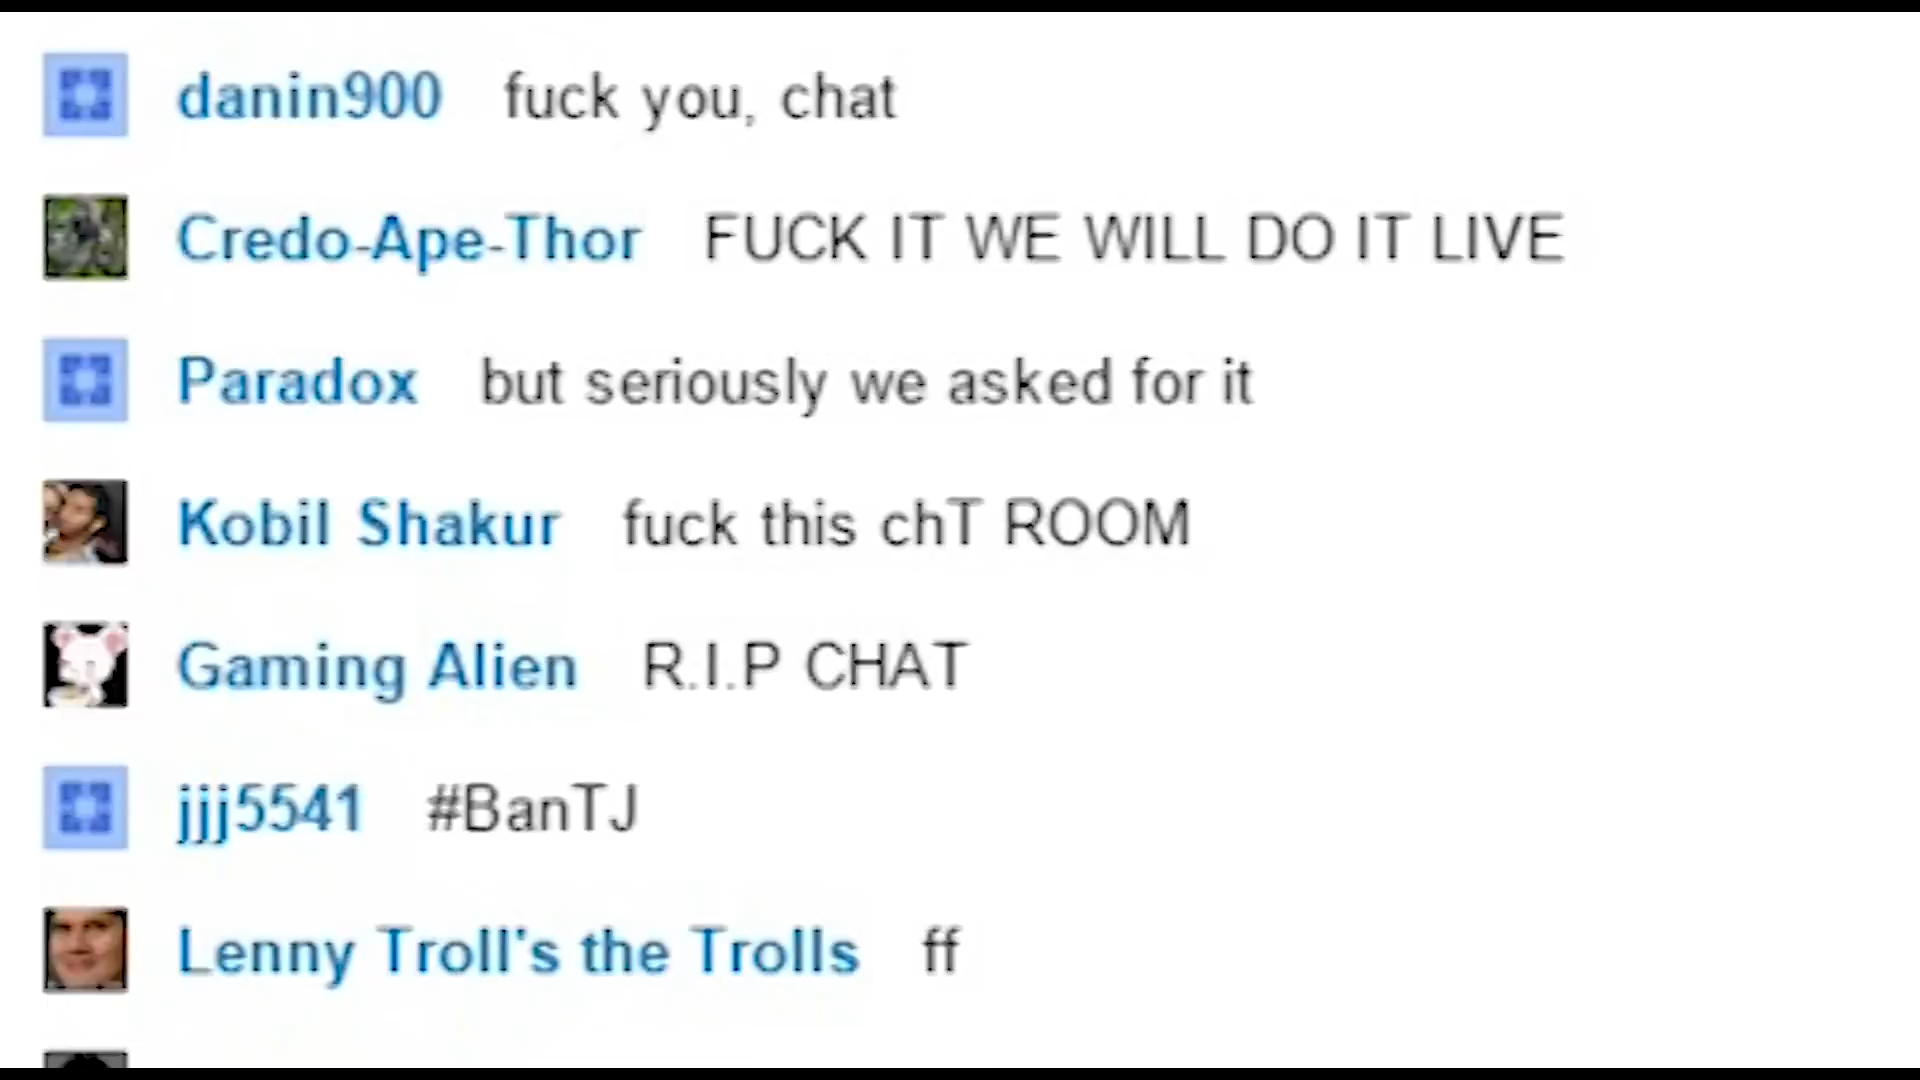 danin900 fuck you, chat
Credo-Ape-Thor FUCK IT WE WILL DO IT LIVE
Paradox but seriously we asked for it
Kobil Shakur fuck this chT ROOM
Gaming Alien R.I.P CHAT
jjj5541 #BanTJ
Lenny Troll's the Trolls ff